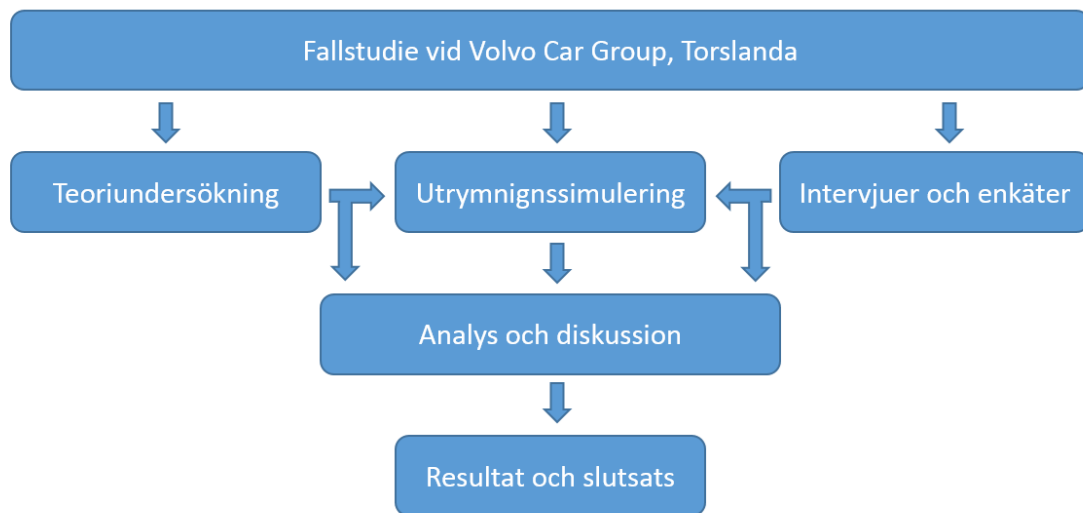 Fallstudie vid Volvo Car Group, Torslanda
Teoriundersökning
Utrymnignssimulering
Intervjuer och enkäter
Analys och diskussion
Resultat och slutsats